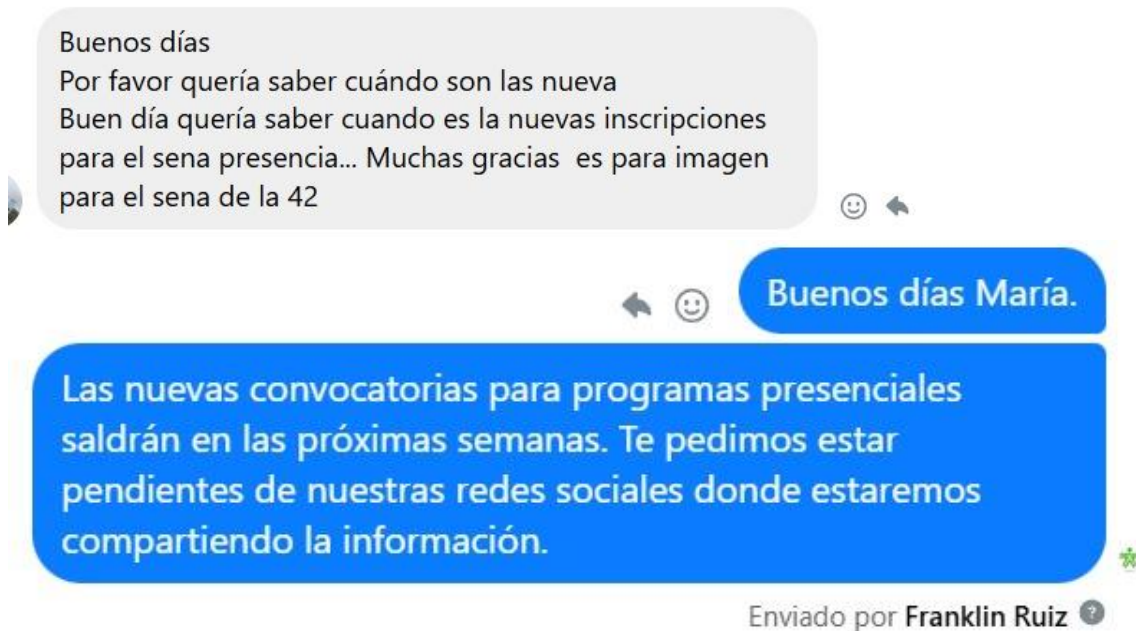 Buenos días
Por favor quería saber cuándo son las nueva
Buen día quería saber cuando es la nuevas inscripciones
para el sena presencia... Muchas gracias  es para imagen
para el sena de la 42
Buenos días María.
Las nuevas convocatorias para programas presenciales
saldrán en las próximas semanas. Te pedimos estar
pendientes de nuestras redes sociales donde estaremos
compartiendo la información.
Enviado por Franklin Ruiz ?